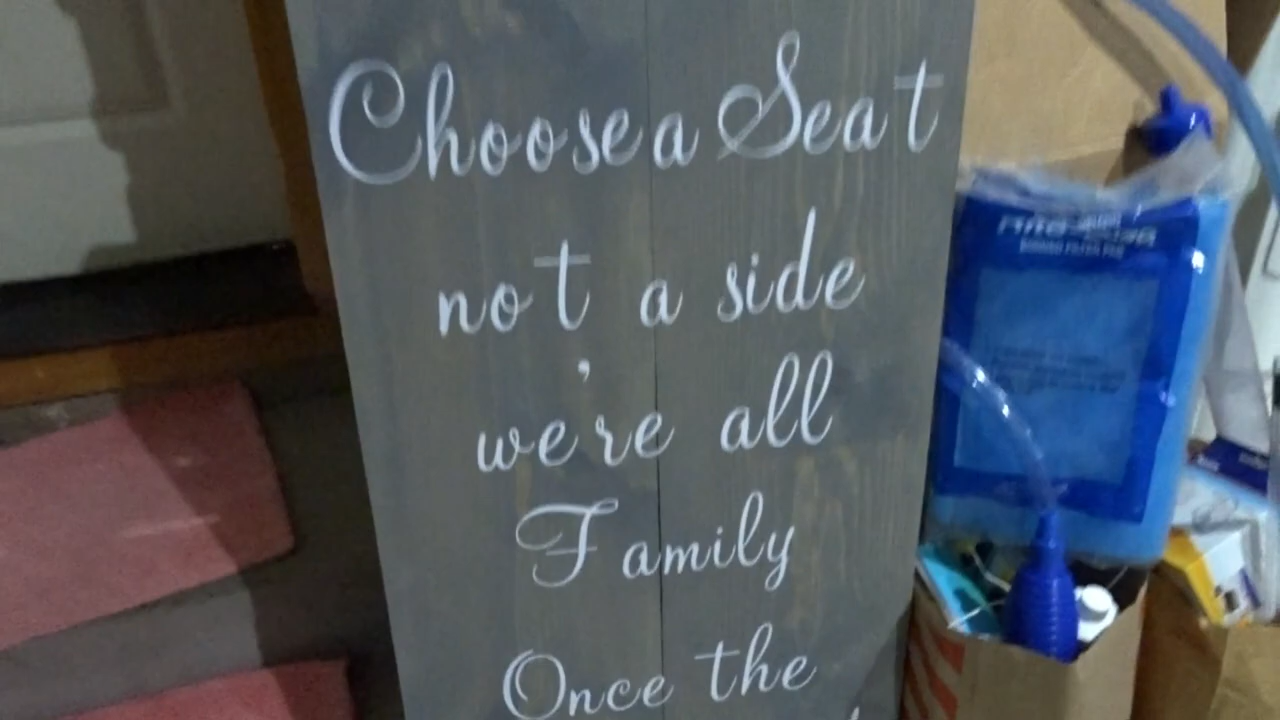 Choose a Seat
not a side
we're all
Family
Once the